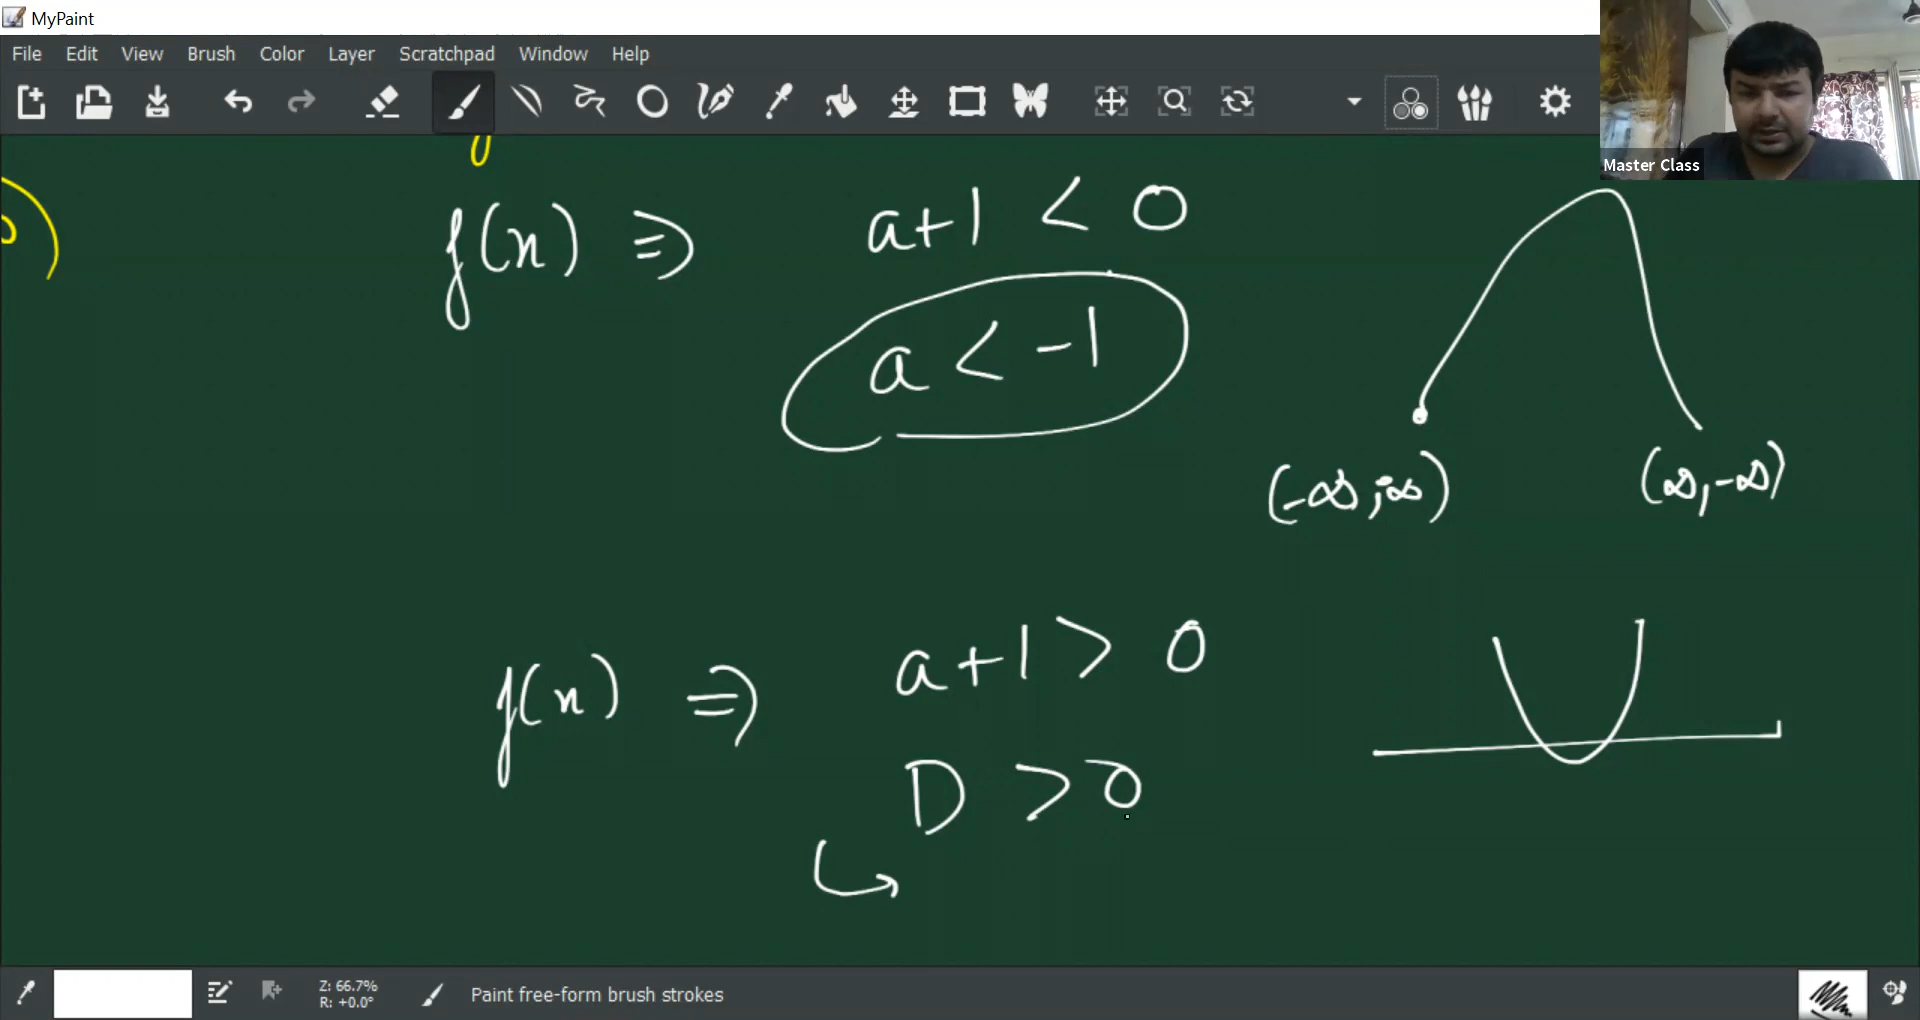 MyPaint
File Edit View Brush Color Layer Scratchpad Window Help
Master Class
f(x) ⇒ a+1 < 0
a < -1
(-∞, -∞) (∞, -∞)
f(x) ⇒ a+1 > 0
D > 0
Z: 66.7%
R: +0.0°
Paint free-form brush strokes